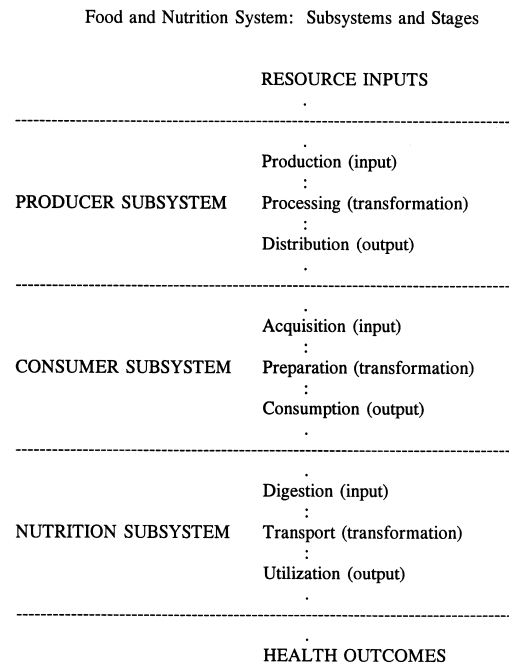 Food and Nutrition System: Subsystems and Stages
RESOURCE INPUTS
Production (input)
PRODUCER SUBSYSTEM Processing (transformation)
Distribution (output)
Acquisition (input)
CONSUMER SUBSYSTEM Preparation (transformation)
Consumption (output)
Digestion (input)
NUTRITION SUBSYSTEM Transport (transformation)
Utilization (output)
HEALTH OUTCOMES